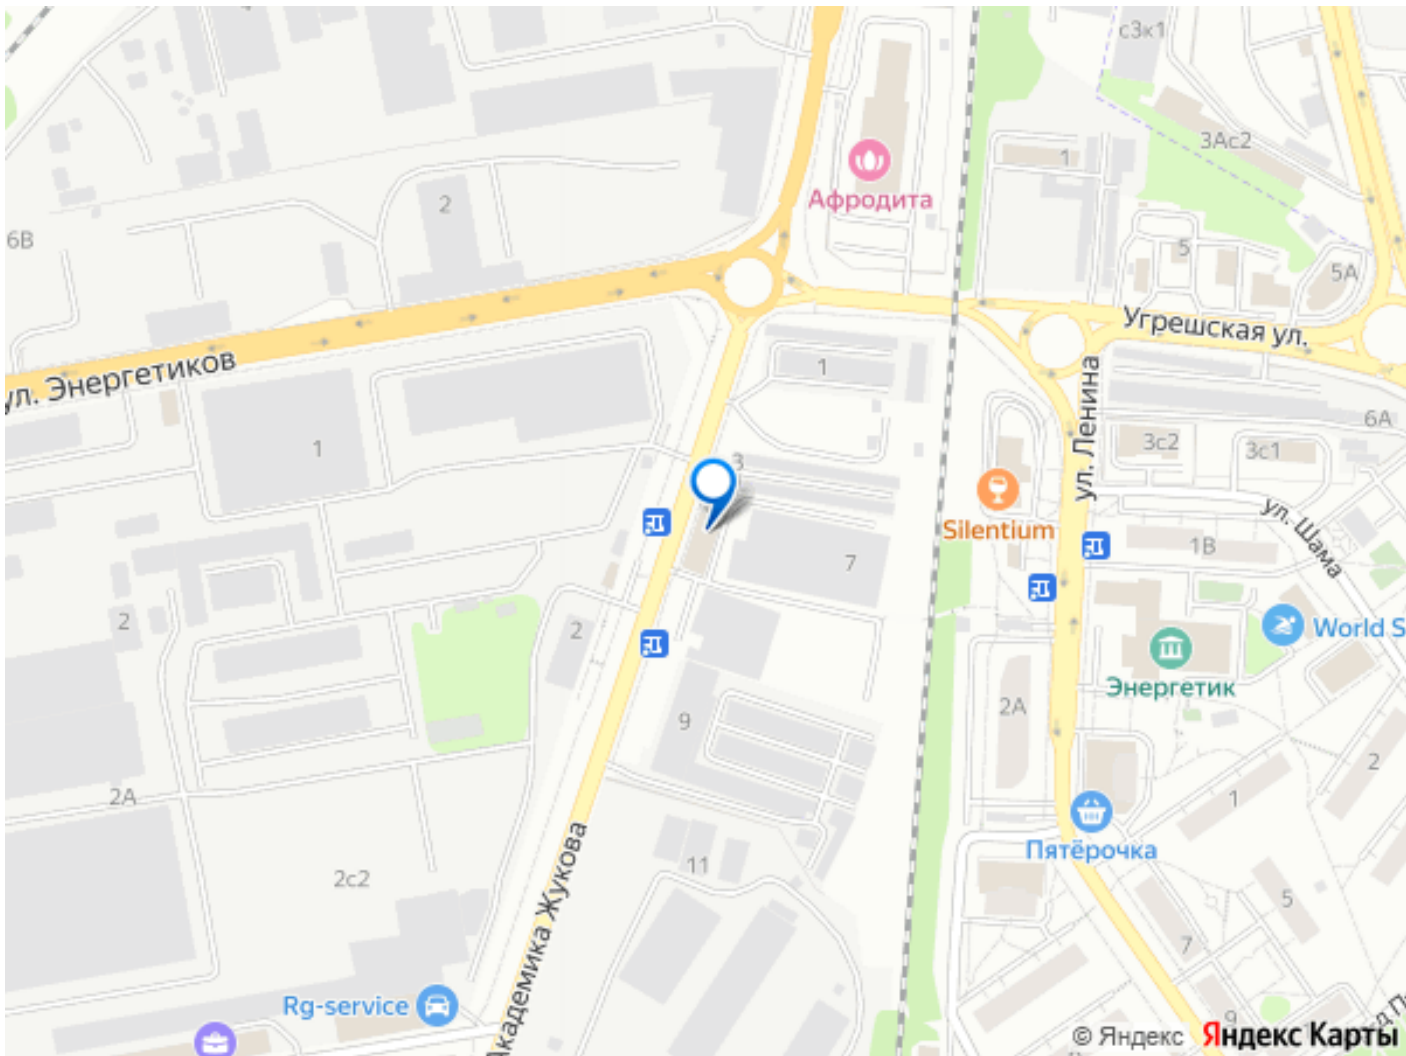 с3к1
3Ас2
1
Афродита
2
6В
5
5А
Угрешская ул.
ул. Энергетиков
1
ул. Ленина
6А
3с2
3с1
1
3
Silentium
ул. Шама
1В
7
2
2
World S
Энергетик
2А
9
2
2А
1
Пятёрочка
11
2с2
Академика Жукова
5
7
Rg-service
9
© Яндекс Яндекс Карты